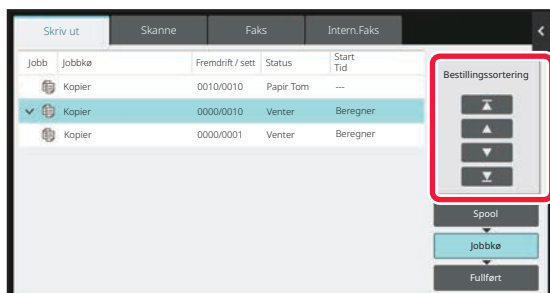 Skriv ut Skanne Faks Intern.Faks
Jobb Jobbkø Fremdrift / sett Status Start Tid
Kopier 0010/0010 Papir Tom ---
Kopier 0000/0010 Venter Beregner
Kopier 0000/0001 Venter Beregner
Bestillingssortering
Spool
Jobbkø
Fullført